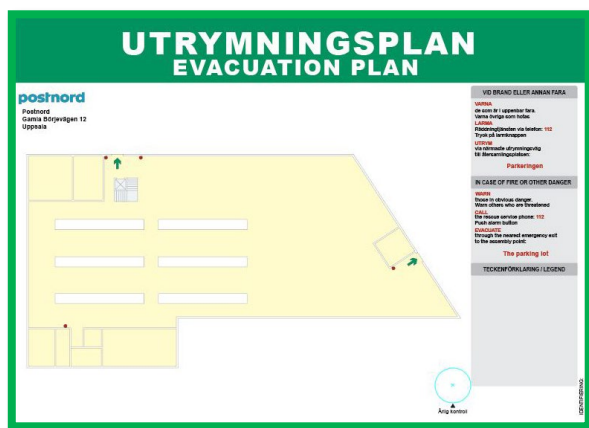 UTRYMNINGSPLAN
EVACUATION PLAN
postnord
Postnord
Gamla Börjevägen 12
Uppsala
VID BRAND ELLER ANNAN FARA
VARNA
de som är i uppenbar fara.
Varna övriga som hotas
LARMA
Räddningtjänsten via telefon: 112
Tryck på larmknappen
UTRYM
via närmaste utrymningsväg
till återsamlingsplatsen:
Parkeringen
IN CASE OF FIRE OR OTHER DANGER
WARN
those in obvious danger.
Warn others who are threatened
CALL
the rescue service phone: 112
Push alarm button
EVACUATE
through the nearest emergency exit
to the assembly point:
The parking lot
TECKENFÖRKLARING / LEGEND
Årlig kontroll
IDENTIFIERING: